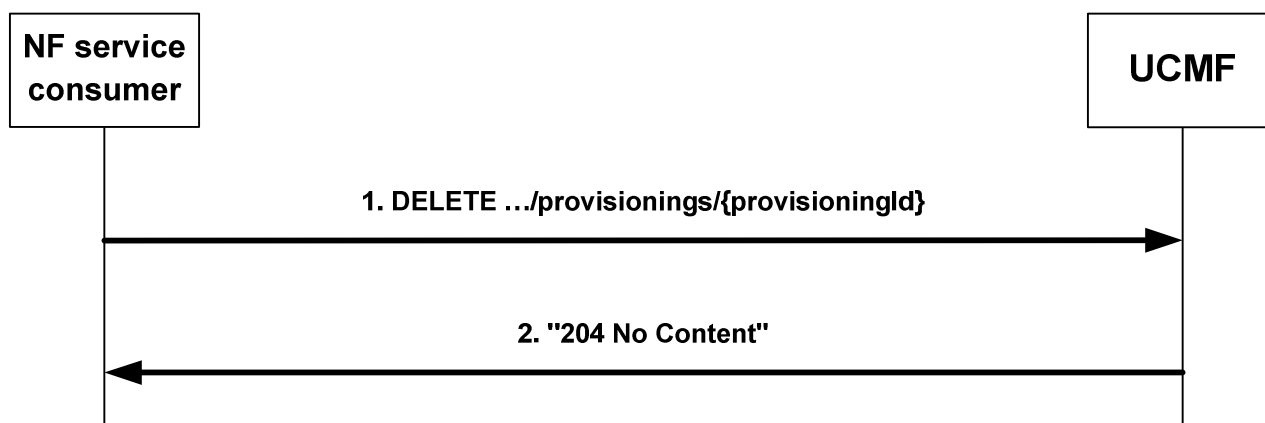 NF service
consumer
UCMF
1. DELETE …/provisionings/{provisioningId}
2. "204 No Content"